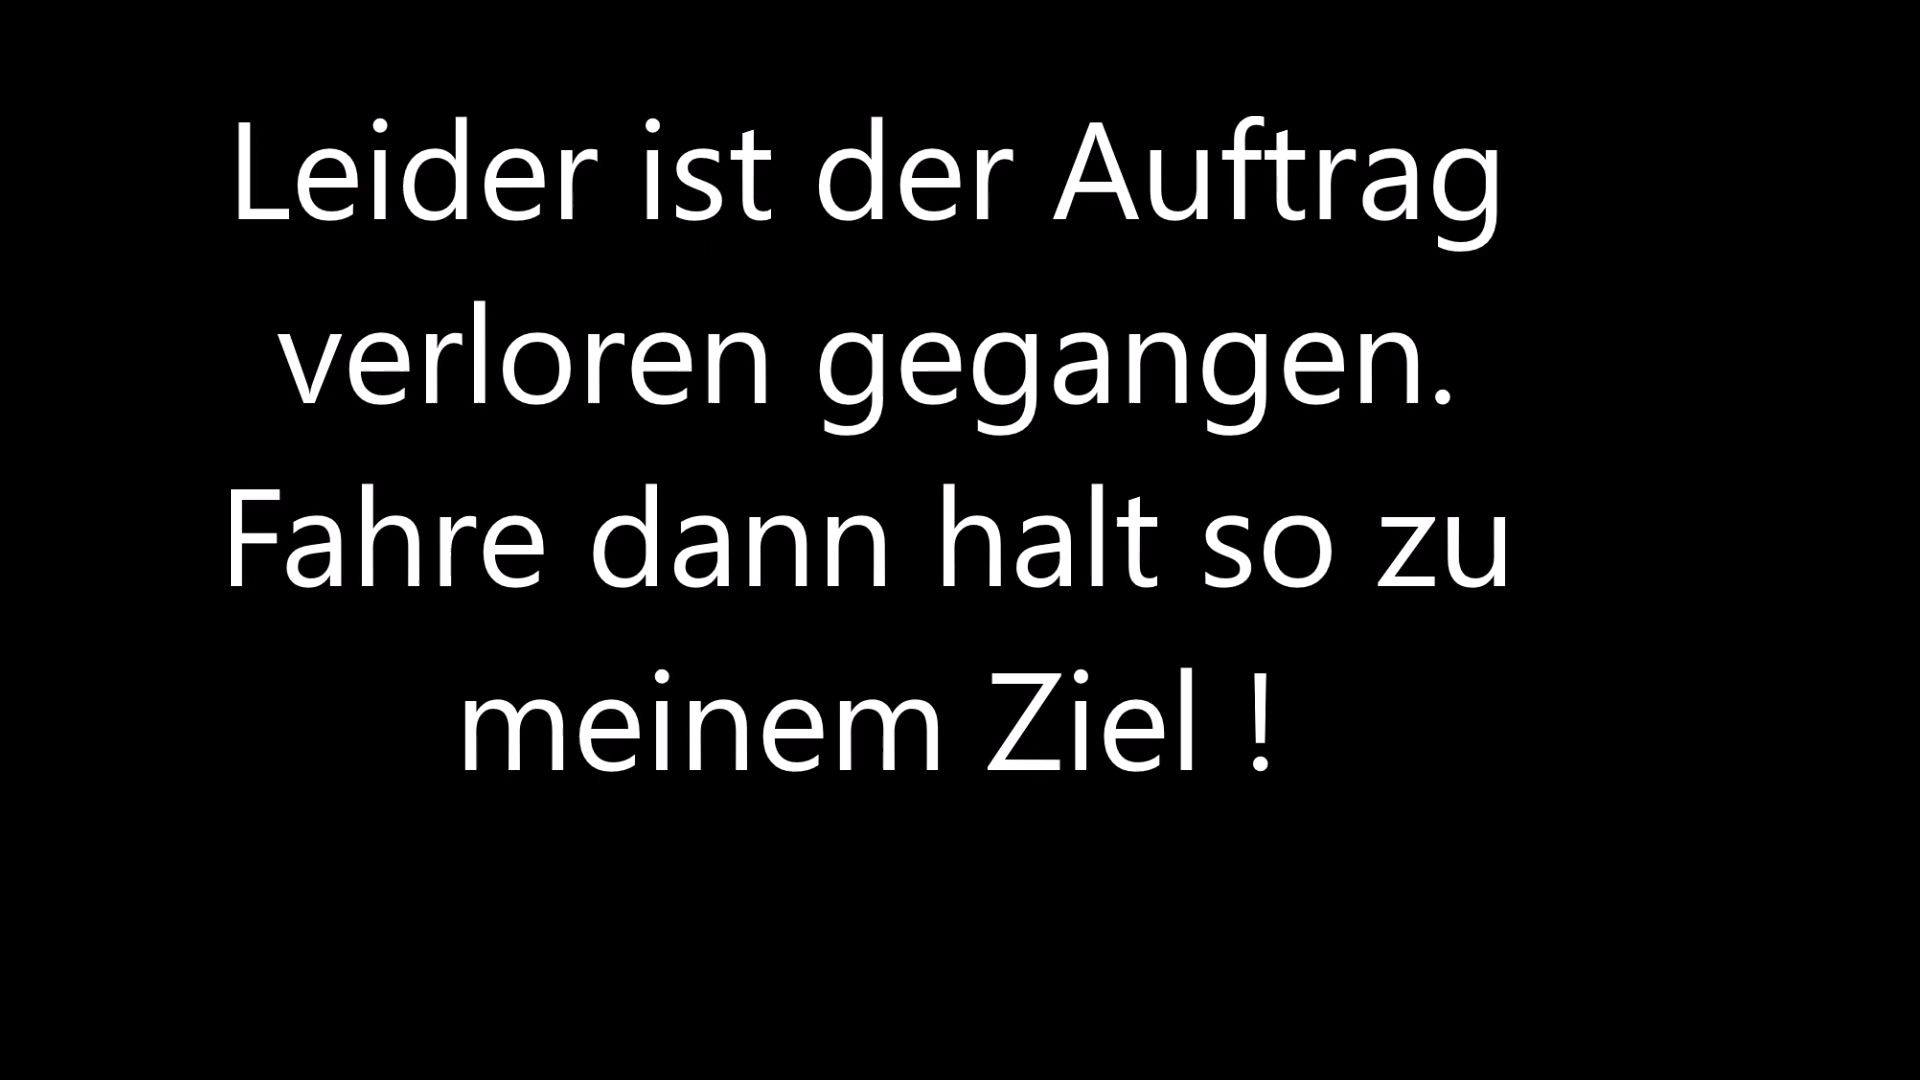 Leider ist der Auftrag
verloren gegangen.
Fahre dann halt so zu
meinem Ziel !